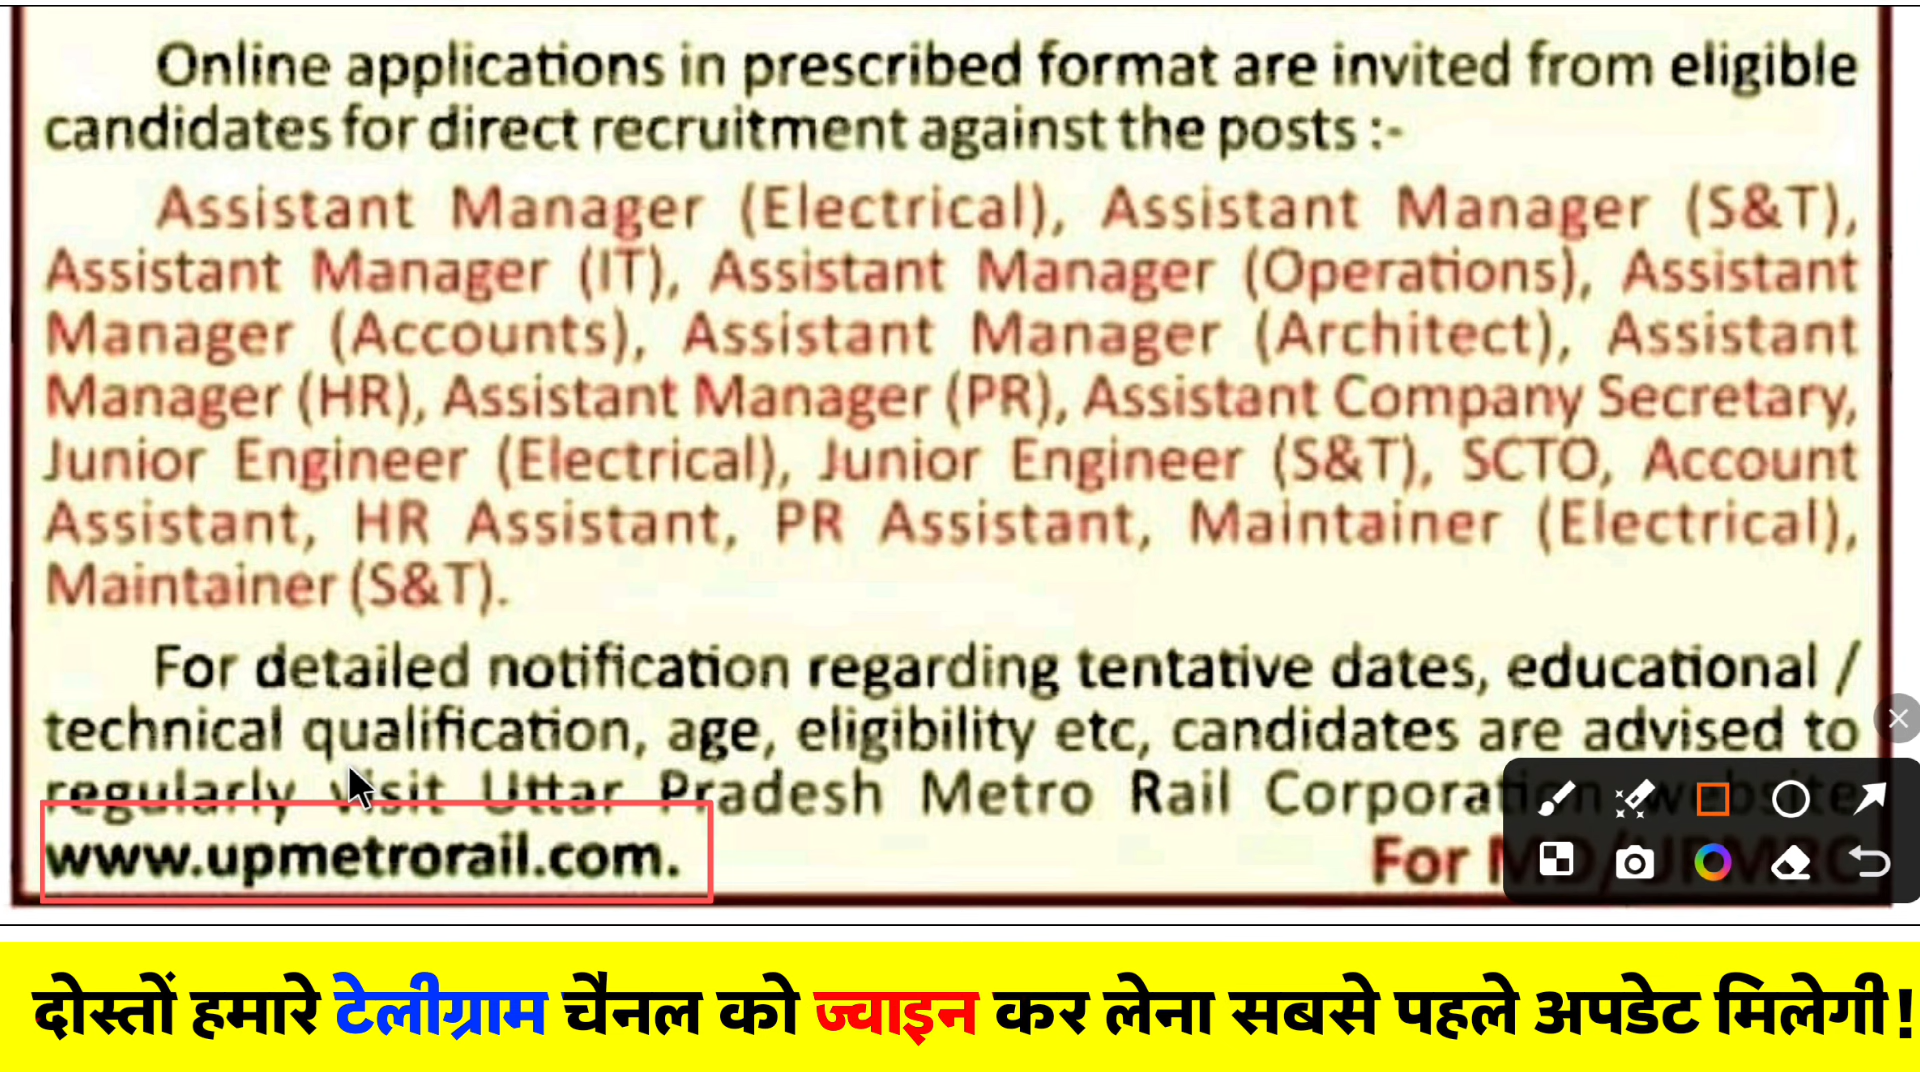 Online applications in prescribed format are invited from eligible
candidates for direct recruitment against the posts :-
Assistant Manager (Electrical), Assistant Manager (S&T),
Assistant Manager (IT), Assistant Manager (Operations), Assistant
Manager (Accounts), Assistant Manager (Architect), Assistant
Manager (HR), Assistant Manager (PR), Assistant Company Secretary,
Junior Engineer (Electrical), Junior Engineer (S&T), SCTO, Account
Assistant, HR Assistant, PR Assistant, Maintainer (Electrical),
Maintainer (S&T).
For detailed notification regarding tentative dates, educational /
technical qualification, age, eligibility etc, candidates are advised to
regularly visit Uttar Pradesh Metro Rail Corporation website
www.upmetrorail.com.
For MD/UPMRC
दोस्तों हमारे टेलीग्राम चैनल को ज्वाइन कर लेना सबसे पहले अपडेट मिलेगी!